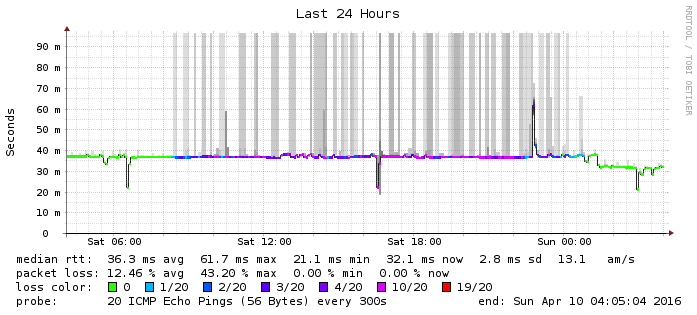 Last 24 Hours
RRDTOOL / TOBI OETIKER
Seconds
90 m
80 m
70 m
60 m
50 m
40 m
30 m
20 m
10 m
0
Sat 06:00 Sat 12:00 Sat 18:00 Sun 00:00
median rtt: 36.3 ms avg 61.7 ms max 21.1 ms min 32.1 ms now 2.8 ms sd 13.1 am/s
packet loss: 12.46 % avg 43.20 % max 0.00 % min 0.00 % now
loss color: 0 1/20 2/20 3/20 4/20 10/20 19/20
probe: 20 ICMP Echo Pings (56 Bytes) every 300s end: Sun Apr 10 04:05:04 2016